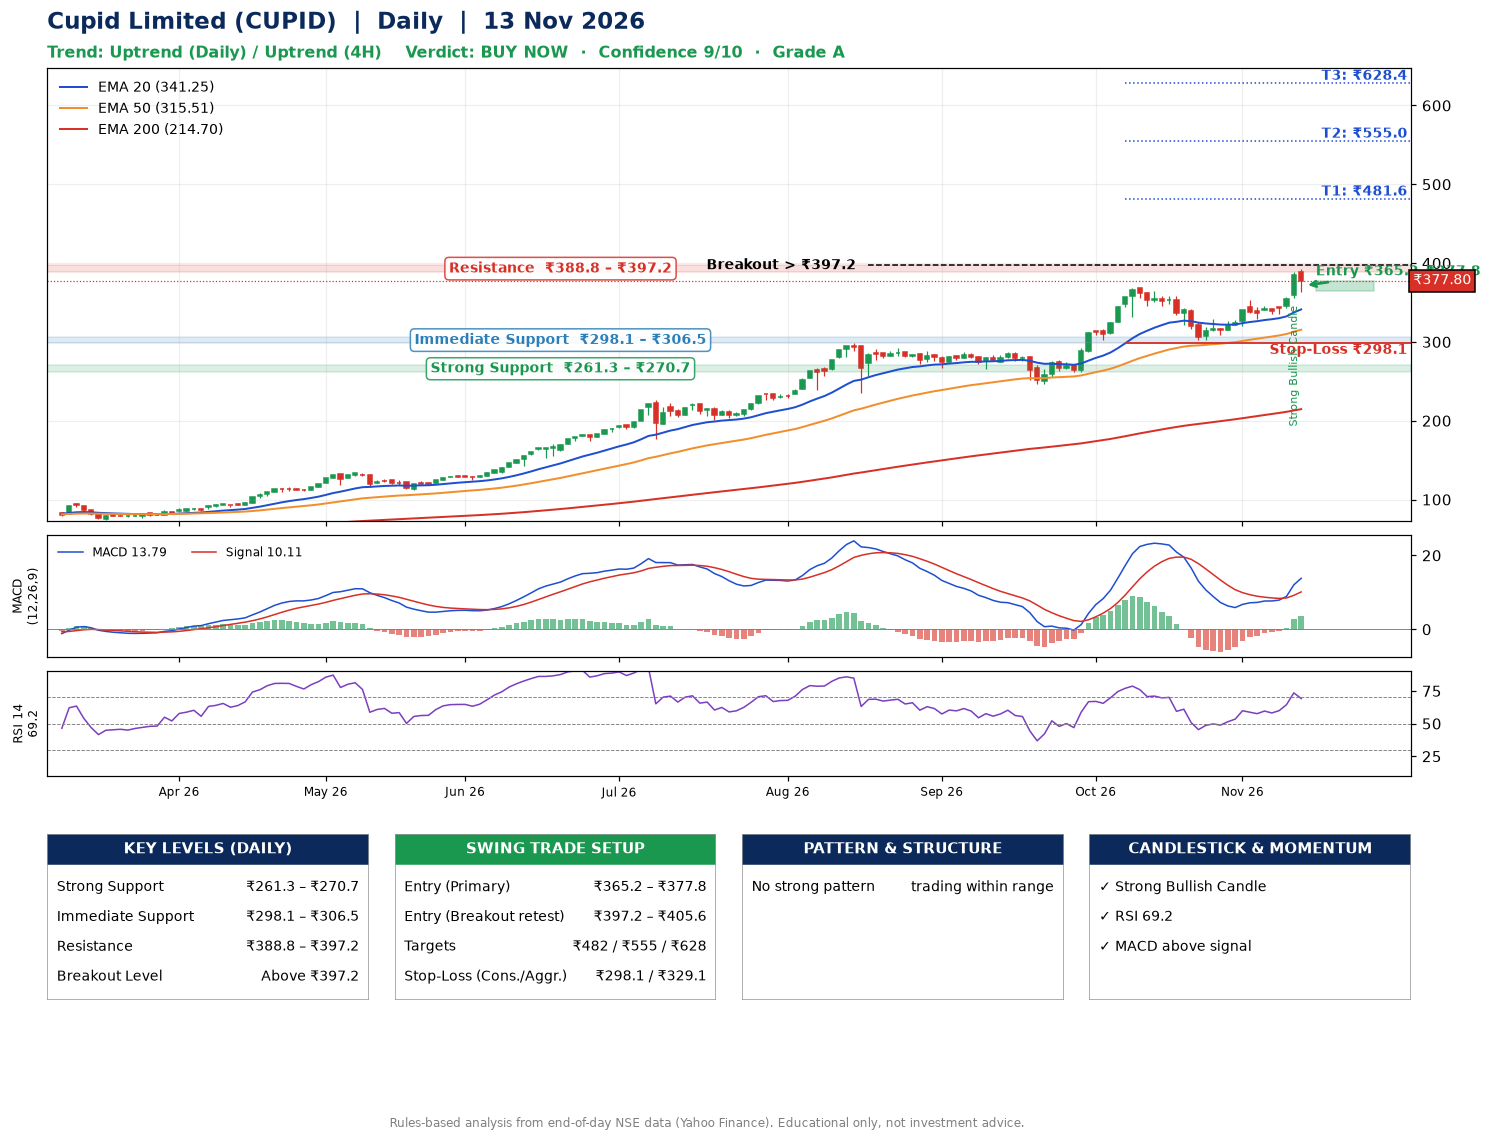 Cupid Limited (CUPID) | Daily | 13 Nov 2026
Trend: Uptrend (Daily) / Uptrend (4H) Verdict: BUY NOW · Confidence 9/10 · Grade A
EMA 20 (341.25)
EMA 50 (315.51)
EMA 200 (214.70)
T3: ₹628.4
T2: ₹555.0
T1: ₹481.6
600
500
400
300
200
100
Resistance ₹388.8 – ₹397.2
Breakout > ₹397.2
Entry ₹365.
₹377.80
Immediate Support ₹298.1 – ₹306.5
Stop-Loss ₹298.1
Strong Support ₹261.3 – ₹270.7
Strong Bullish Candle
MACD 13.79 Signal 10.11
MACD
(12,26,9)
20
0
RSI 14
69.2
75
50
25
Apr 26 May 26 Jun 26 Jul 26 Aug 26 Sep 26 Oct 26 Nov 26
KEY LEVELS (DAILY)
Strong Support ₹261.3 – ₹270.7
Immediate Support ₹298.1 – ₹306.5
Resistance ₹388.8 – ₹397.2
Breakout Level Above ₹397.2
SWING TRADE SETUP
Entry (Primary) ₹365.2 – ₹377.8
Entry (Breakout retest) ₹397.2 – ₹405.6
Targets ₹482 / ₹555 / ₹628
Stop-Loss (Cons./Aggr.) ₹298.1 / ₹329.1
PATTERN & STRUCTURE
No strong pattern trading within range
CANDLESTICK & MOMENTUM
✓ Strong Bullish Candle
✓ RSI 69.2
✓ MACD above signal
Rules-based analysis from end-of-day NSE data (Yahoo Finance). Educational only, not investment advice.